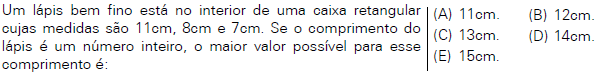 Um lápis bem fino está no interior de uma caixa retangular
cujas medidas são 11cm, 8cm e 7cm. Se o comprimento do
lápis é um número inteiro, o maior valor possível para esse
comprimento é:
(A) 11cm. (B) 12cm.
(C) 13cm. (D) 14cm.
(E) 15cm.